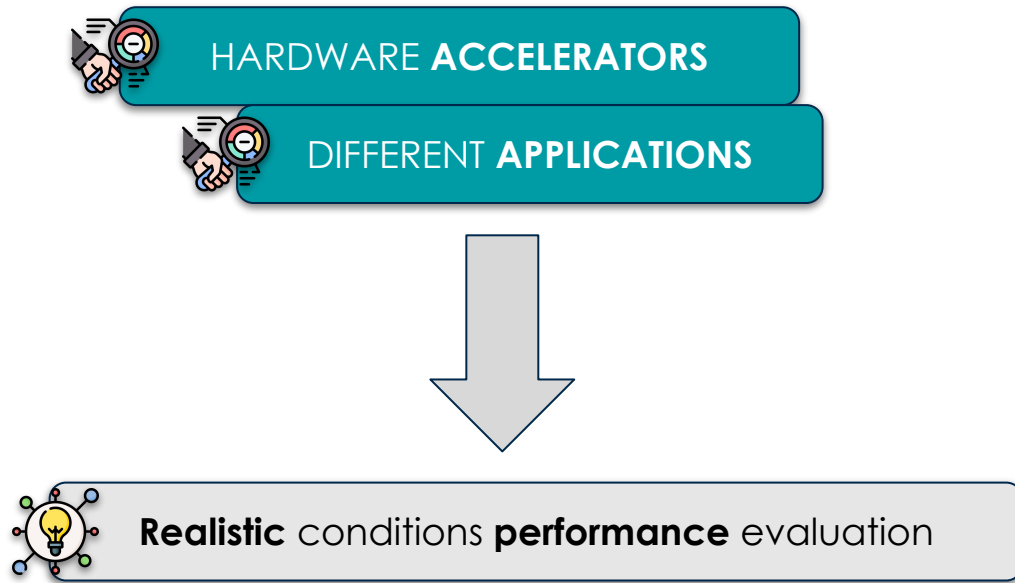 HARDWARE ACCELERATORS
DIFFERENT APPLICATIONS
Realistic conditions performance evaluation